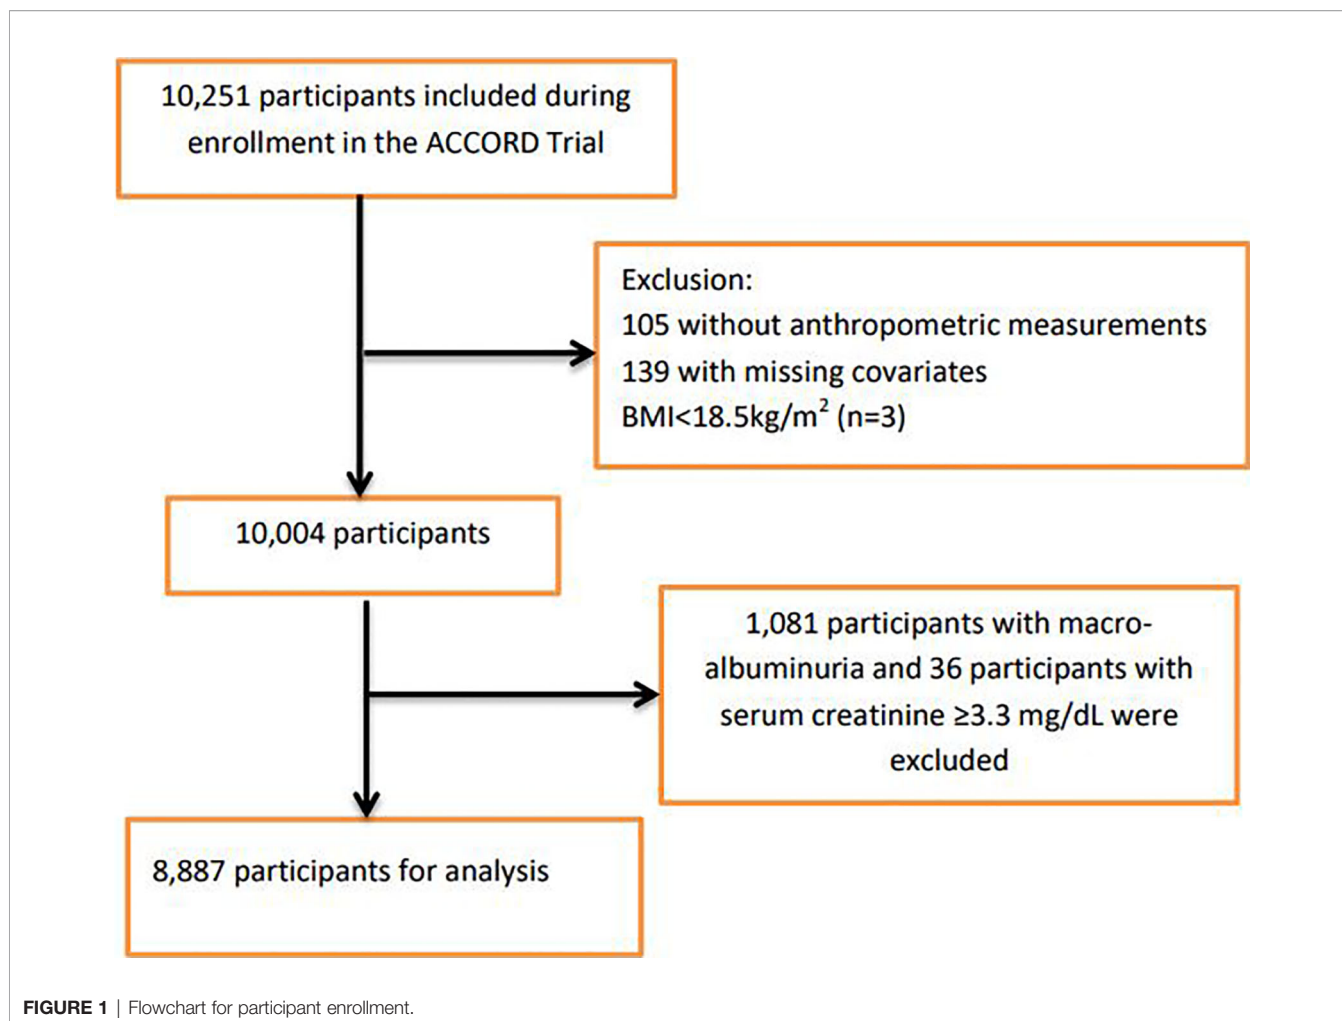 10,251 participants included during
enrollment in the ACCORD Trial
Exclusion:
105 without anthropometric measurements
139 with missing covariates
BMI<18.5kg/m² (n=3)
10,004 participants
1,081 participants with macro-
albuminuria and 36 participants with
serum creatinine ≥3.3 mg/dL were
excluded
8,887 participants for analysis
FIGURE 1 | Flowchart for participant enrollment.